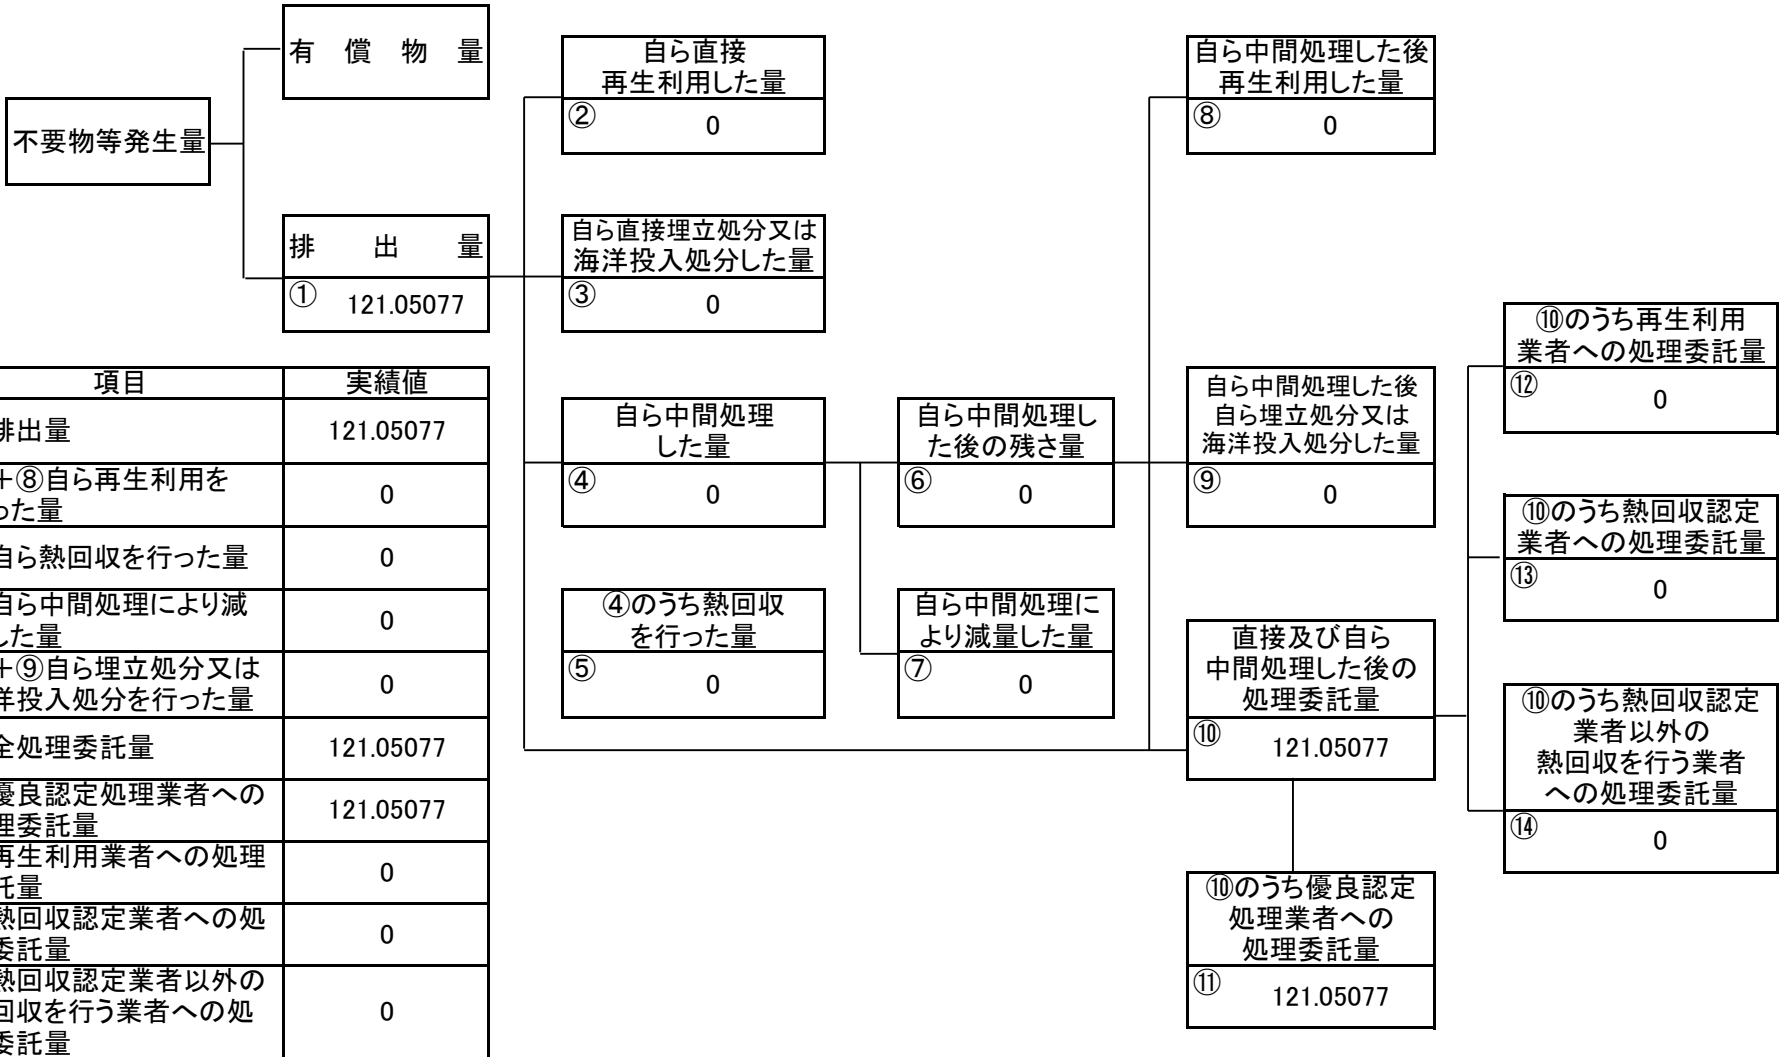 不要物等発生量
有 償 物 量
排 出 量
① 121.05077
自ら直接
再生利用した量
② 0
自ら直接埋立処分又は
海洋投入処分した量
③ 0
自ら中間処理
した量
④ 0
④のうち熱回収
を行った量
⑤ 0
自ら中間処理し
た後の残さ量
⑥ 0
自ら中間処理に
より減量した量
⑦ 0
自ら中間処理した後
再生利用した量
⑧ 0
自ら中間処理した後
自ら埋立処分又は
海洋投入処分した量
⑨ 0
直接及び自ら
中間処理した後の
処理委託量
⑩ 121.05077
⑩のうち優良認定
処理業者への
処理委託量
⑪ 121.05077
⑩のうち再生利用
業者への処理委託量
⑫ 0
⑩のうち熱回収認定
業者への処理委託量
⑬ 0
⑩のうち熱回収認定
業者以外の
熱回収を行う業者
への処理委託量
⑭ 0
項目 実績値
排出量 121.05077
+⑧自ら再生利用を
った量 0
自ら熱回収を行った量 0
自ら中間処理により減
した量 0
+⑨自ら埋立処分又は
洋投入処分を行った量 0
全処理委託量 121.05077
優良認定処理業者への
理委託量 121.05077
再生利用業者への処理
託量 0
熱回収認定業者への処
委託量 0
熱回収認定業者以外の
回収を行う業者への処
委託量 0